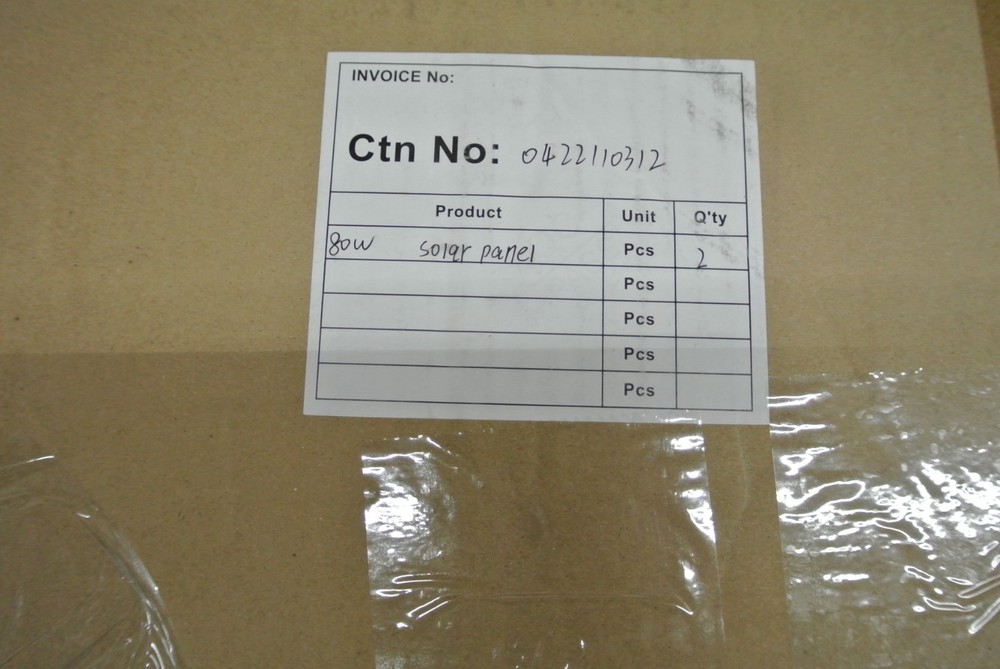 INVOICE No:
Ctn No: 0422110312
Product Unit Q'ty
80W solar panel Pcs 2
Pcs
Pcs
Pcs
Pcs